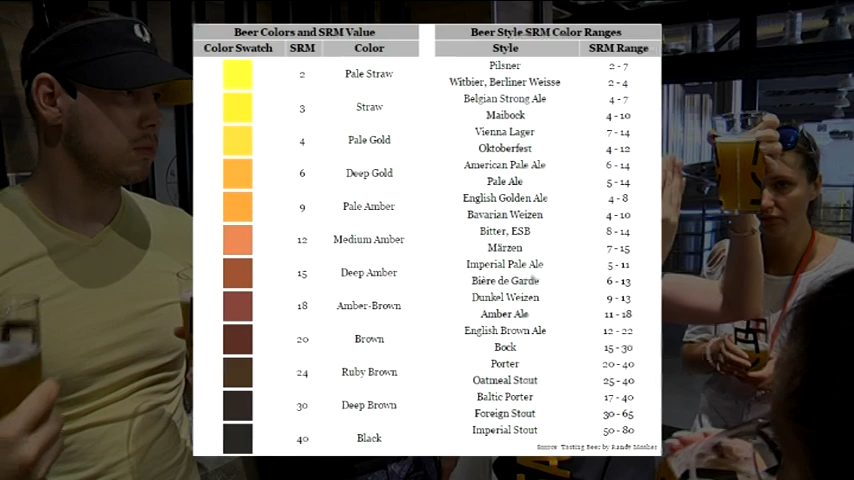 Beer Colors and SRM Value
Color Swatch SRM Color
2 Pale Straw
3 Straw
4 Pale Gold
6 Deep Gold
9 Pale Amber
12 Medium Amber
15 Deep Amber
18 Amber-Brown
20 Brown
24 Ruby Brown
30 Deep Brown
40 Black
Beer Style SRM Color Ranges
Style SRM Range
Pilsner 2 - 7
Witbier, Berliner Weisse 2 - 4
Belgian Strong Ale 4 - 7
Maibock 4 - 10
Vienna Lager 7 - 14
Oktoberfest 4 - 12
American Pale Ale 6 - 14
Pale Ale 5 - 14
English Golden Ale 4 - 8
Bavarian Weizen 4 - 10
Bitter, ESB 8 - 14
Märzen 7 - 15
Imperial Pale Ale 5 - 11
Bière de Garde 6 - 13
Dunkel Weizen 9 - 13
Amber Ale 11 - 18
English Brown Ale 12 - 22
Bock 15 - 30
Porter 20 - 40
Oatmeal Stout 25 - 40
Baltic Porter 17 - 40
Foreign Stout 30 - 65
Imperial Stout 50 - 80
Source: Tasting Beer by Randy Mosher